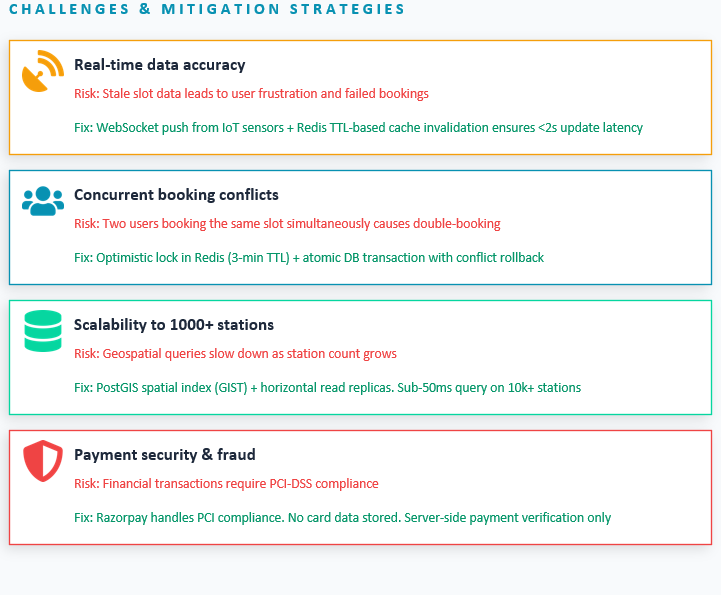 CHALLENGES & MITIGATION STRATEGIES
Real-time data accuracy
Risk: Stale slot data leads to user frustration and failed bookings
Fix: WebSocket push from IoT sensors + Redis TTL-based cache invalidation ensures <2s update latency
Concurrent booking conflicts
Risk: Two users booking the same slot simultaneously causes double-booking
Fix: Optimistic lock in Redis (3-min TTL) + atomic DB transaction with conflict rollback
Scalability to 1000+ stations
Risk: Geospatial queries slow down as station count grows
Fix: PostGIS spatial index (GIST) + horizontal read replicas. Sub-50ms query on 10k+ stations
Payment security & fraud
Risk: Financial transactions require PCI-DSS compliance
Fix: Razorpay handles PCI compliance. No card data stored. Server-side payment verification only